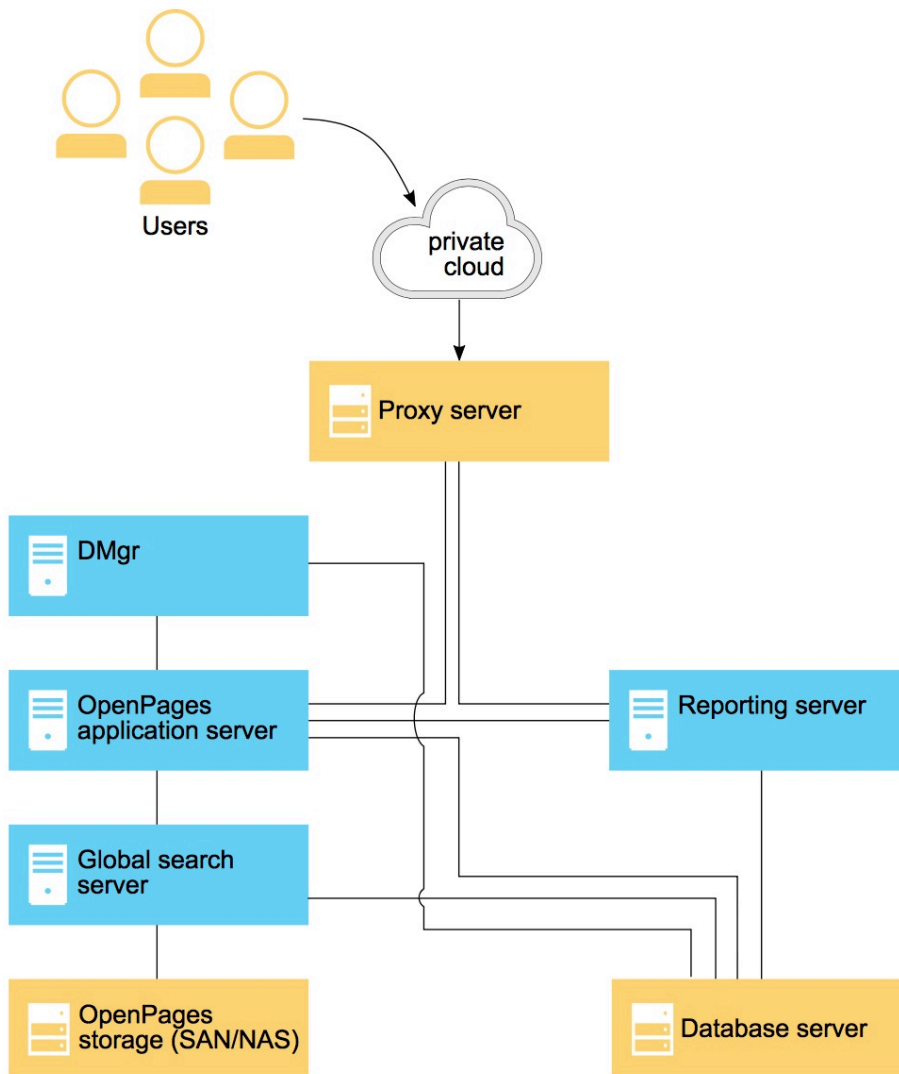 Users
private
cloud
Proxy server
DMgr
OpenPages
application server
Reporting server
Global search
server
OpenPages
storage (SAN/NAS)
Database server